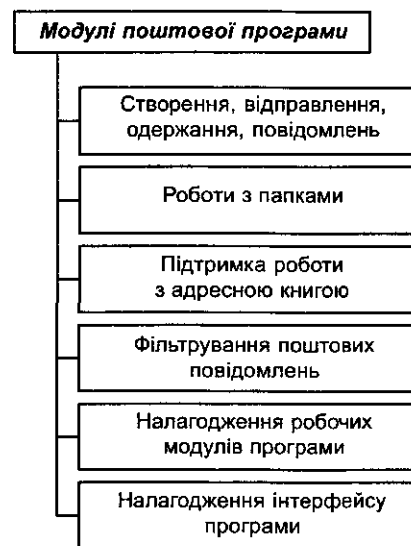 Модулі поштової програми
Створення, відправлення,
одержання, повідомлень
Роботи з папками
Підтримка роботи
з адресною книгою
Фільтрування поштових
повідомлень
Налагодження робочих
модулів програми
Налагодження інтерфейсу
програми